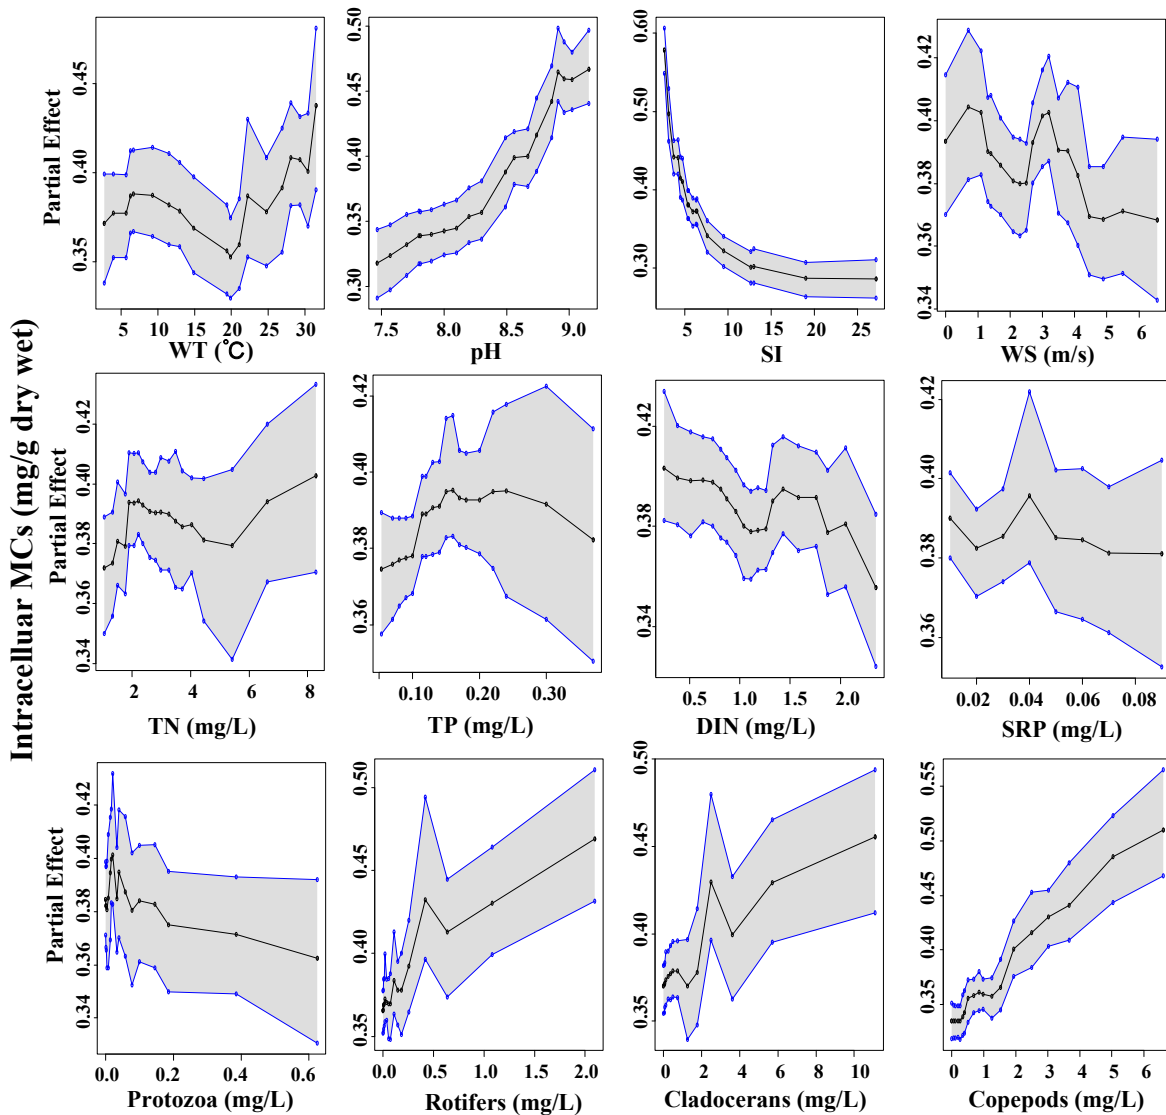 Intracelluar MCs (mg/g dry wet)
Partial Effect
0.35 0.40 0.45
5 10 15 20 25 30
WT (℃)
0.30 0.35 0.40 0.45 0.50
7.5 8.0 8.5 9.0
pH
0.30 0.40 0.50 0.60
5 10 15 20 25
SI
0.34 0.36 0.38 0.40 0.42
0 1 2 3 4 5 6
WS (m/s)
Partial Effect
0.34 0.36 0.38 0.40 0.42
2 4 6 8
TN (mg/L)
0.36 0.38 0.40 0.42
0.10 0.20 0.30
TP (mg/L)
0.34 0.38 0.42
0.5 1.0 1.5 2.0
DIN (mg/L)
0.36 0.38 0.40 0.42
0.02 0.04 0.06 0.08
SRP (mg/L)
Partial Effect
0.34 0.36 0.38 0.40 0.42
0.0 0.2 0.4 0.6
Protozoa (mg/L)
0.35 0.40 0.45 0.50
0.0 0.5 1.0 1.5 2.0
Rotifers (mg/L)
0.35 0.40 0.45 0.50
0 2 4 6 8 10
Cladocerans (mg/L)
0.35 0.40 0.45 0.50 0.55
0 1 2 3 4 5 6
Copepods (mg/L)